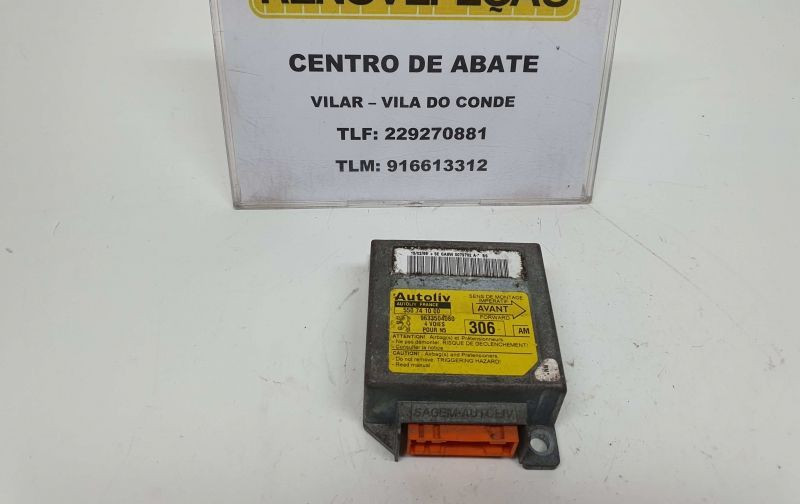 RENOVEPEÇAS
CENTRO DE ABATE
VILAR – VILA DO CONDE
TLF: 229270881
TLM: 916613312
Autoliv
AUTOLIV FRANCE
550 74 10 00
9633504080
4 VOIES
POUR N5
SENS DE MONTAGE
IMPERATIF
AVANT
FORWARD
306
AM
ATTENTION! : Airbag(s) et Prétensionneurs
- Ne pas démonter, RISQUE DE DECLENCHEMENT!
- Consulter la notice
CAUTION! : Airbag(s) and Pretensioners
- Do not remove: TRIGGERING HAZARD!
- Read manual
SAGEM-AUTOLIV